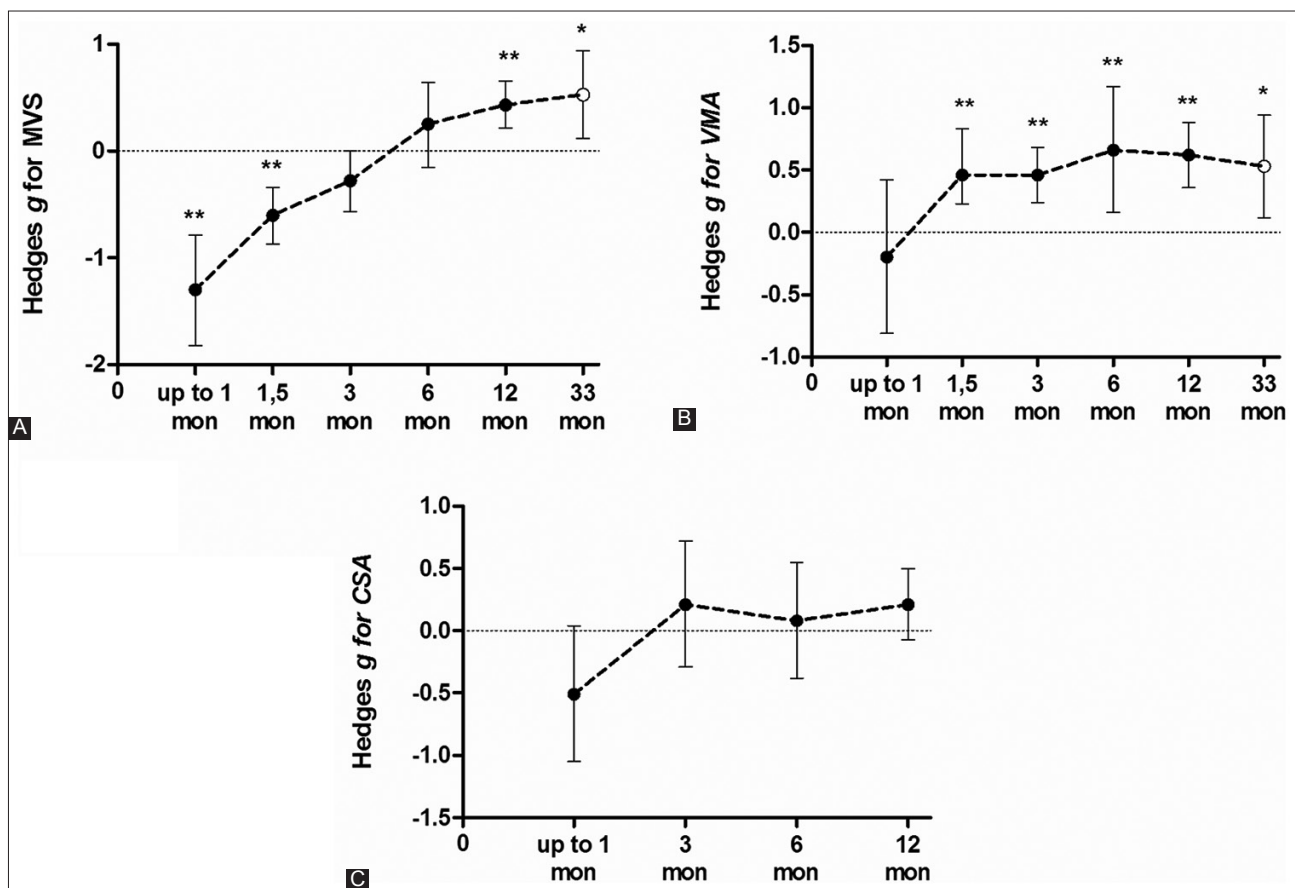 Hedges g for MVS
1
0
-1
-2
** ** ** *
0 up to 1 mon 1,5 mon 3 mon 6 mon 12 mon 33 mon
A
Hedges g for VMA
1.5
1.0
0.5
0.0
-0.5
-1.0
** ** ** ** *
0 up to 1 mon 1,5 mon 3 mon 6 mon 12 mon 33 mon
B
Hedges g for CSA
1.0
0.5
0.0
-0.5
-1.0
-1.5
0 up to 1 mon 3 mon 6 mon 12 mon
C